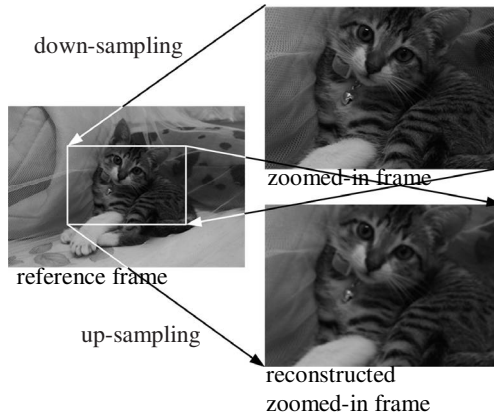 down-sampling
zoomed-in frame
reference frame
up-sampling
reconstructed
zoomed-in frame